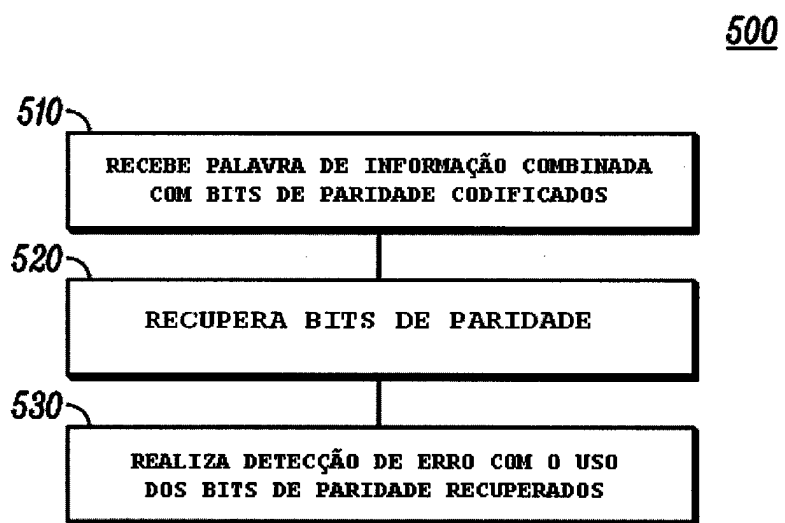 500
510
RECEBE PALAVRA DE INFORMAÇÃO COMBINADA
COM BITS DE PARIDADE CODIFICADOS
520
RECUPERA BITS DE PARIDADE
530
REALIZA DETECÇÃO DE ERRO COM O USO
DOS BITS DE PARIDADE RECUPERADOS